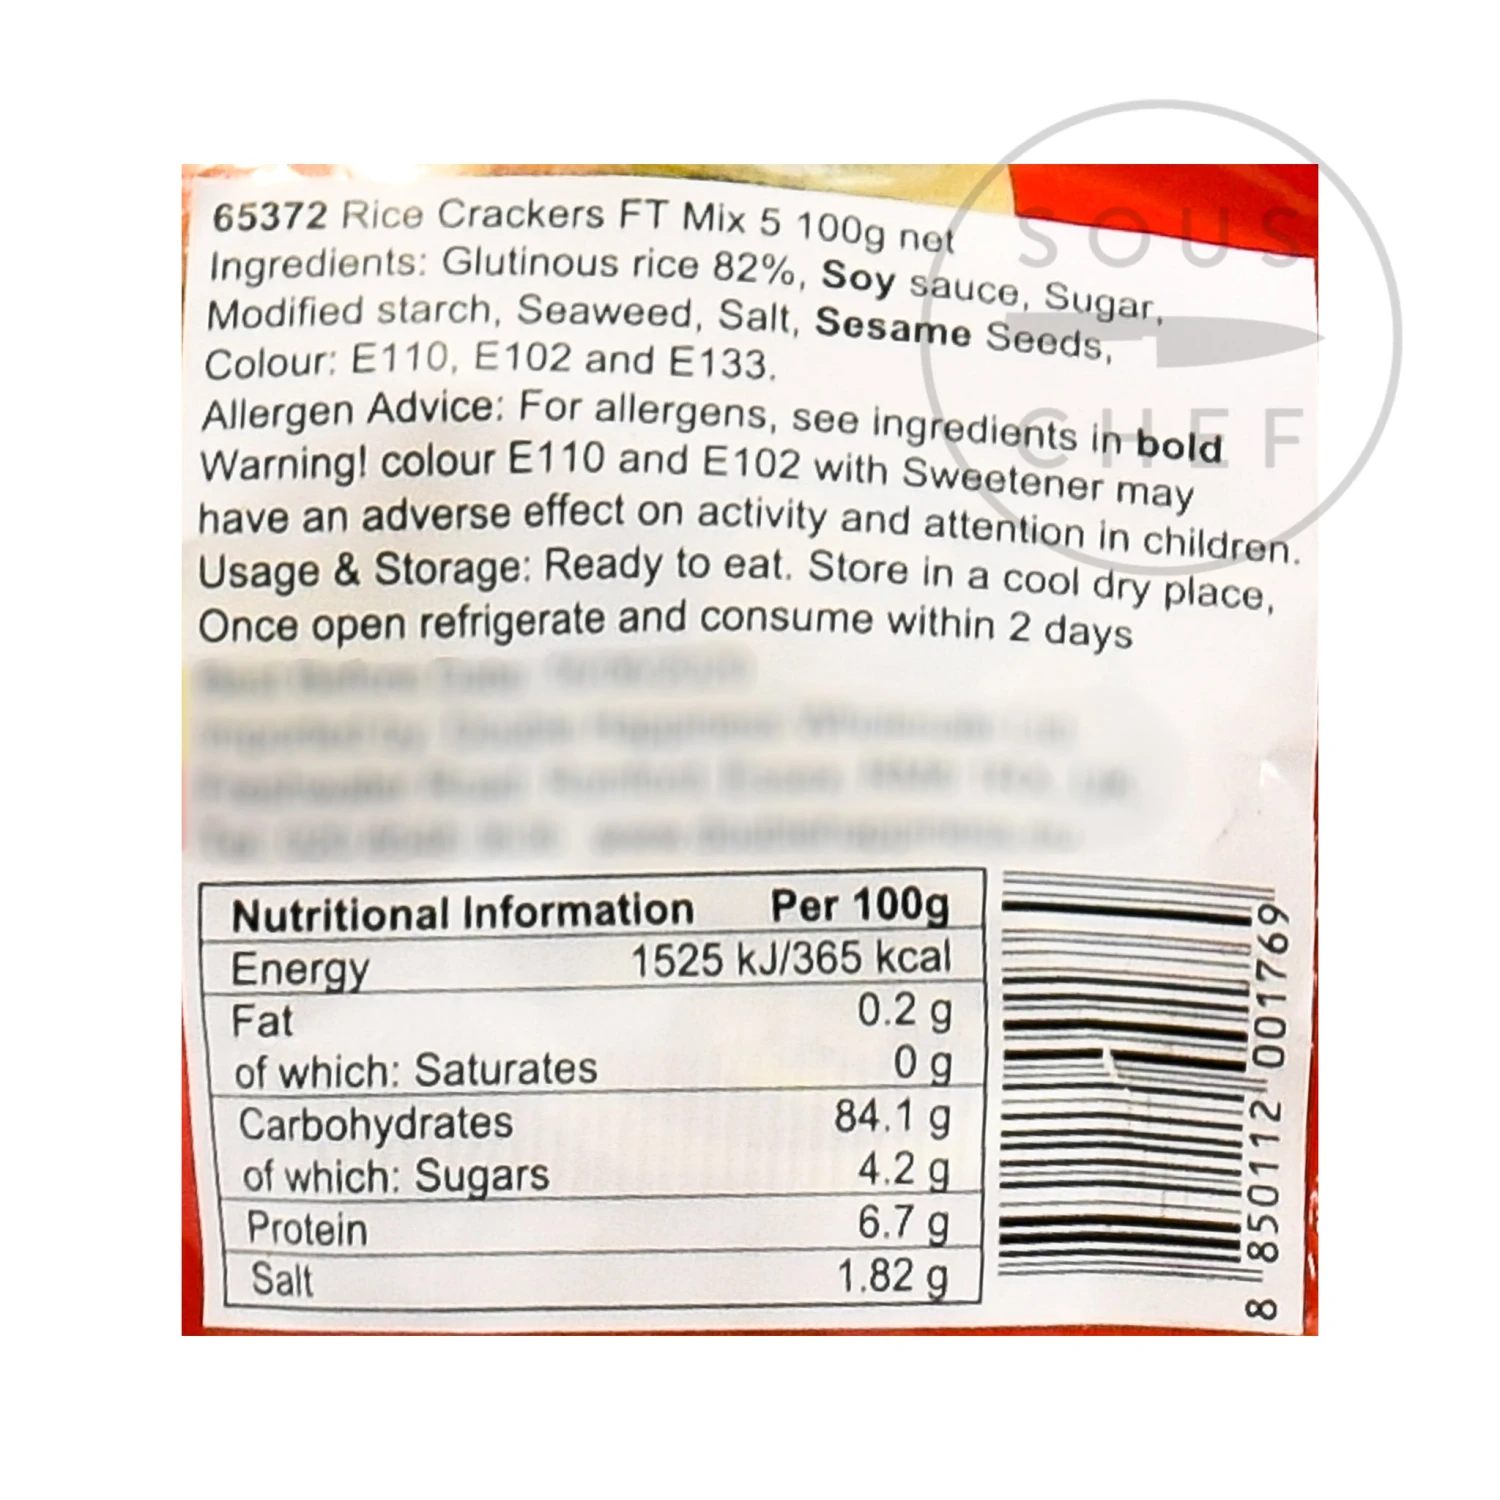 65372 Rice Crackers FT Mix 5 100g net
Ingredients: Glutinous rice 82%, Soy sauce, Sugar,
Modified starch, Seaweed, Salt, Sesame Seeds,
Colour: E110, E102 and E133.
Allergen Advice: For allergens, see ingredients in bold
Warning! colour E110 and E102 with Sweetener may
have an adverse effect on activity and attention in children.
Usage & Storage: Ready to eat. Store in a cool dry place,
Once open refrigerate and consume within 2 days
Nutritional Information Per 100g
Energy 1525 kJ/365 kcal
Fat 0.2 g
of which: Saturates 0 g
Carbohydrates 84.1 g
of which: Sugars 4.2 g
Protein 6.7 g
Salt 1.82 g
8 850112 001769
SOUS
CHEF